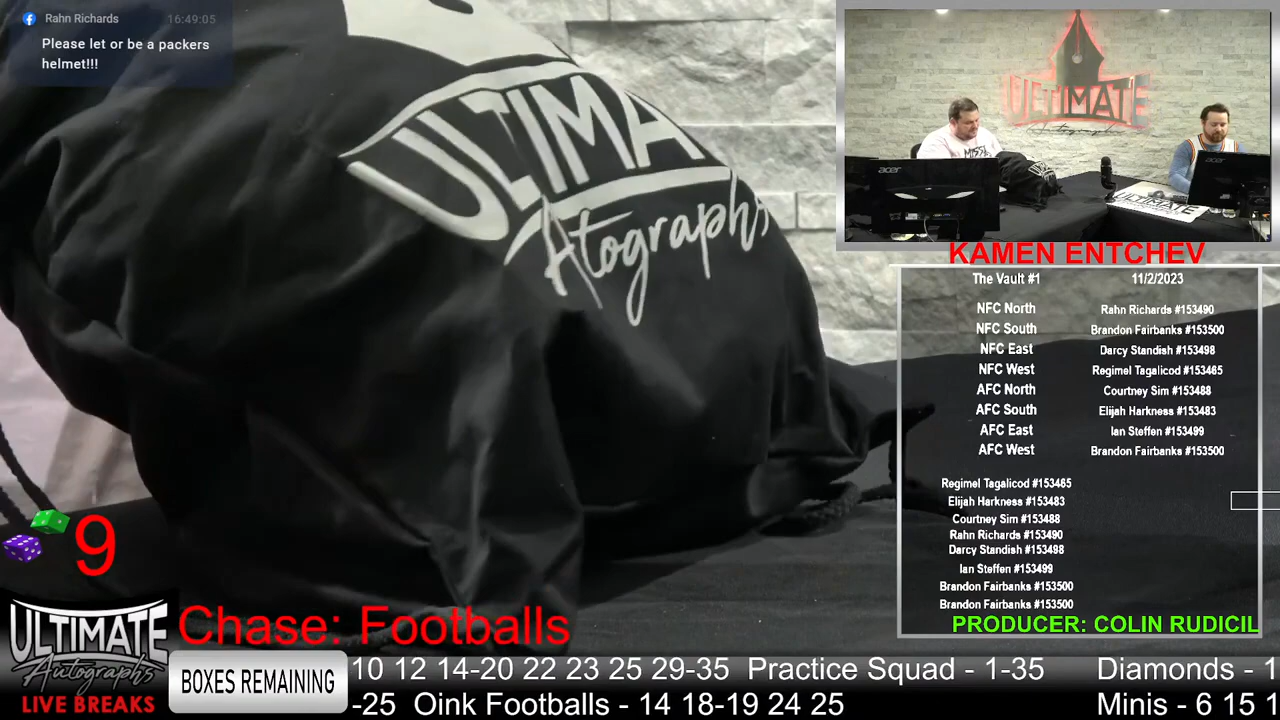 Rahn Richards 16:49:05
Please let or be a packers
helmet!!!
ULTIMA
Atographs
ULTIMATE
Autographs
acer
acer
MISSI
ULTIMATE
KAMEN ENTCHEV
The Vault #1 11/2/2023
NFC North Rahn Richards #153490
NFC South Brandon Fairbanks #153500
NFC East Darcy Standish #153498
NFC West Regimel Tagalicod #153465
AFC North Courtney Sim #153488
AFC South Elijah Harkness #153483
AFC East Ian Steffen #153499
AFC West Brandon Fairbanks #153500
Regimel Tagalicod #153465
Elijah Harkness #153483
Courtney Sim #153488
Rahn Richards #153490
Darcy Standish #153498
Ian Steffen #153499
Brandon Fairbanks #153500
Brandon Fairbanks #153500
PRODUCER: COLIN RUDICIL
9
Chase: Footballs
ULTIMATE
Autographs
LIVE BREAKS
BOXES REMAINING
10 12 14-20 22 23 25 29-35 Practice Squad - 1-35 Diamonds - 1
-25 Oink Footballs - 14 18-19 24 25 Minis - 6 15 1